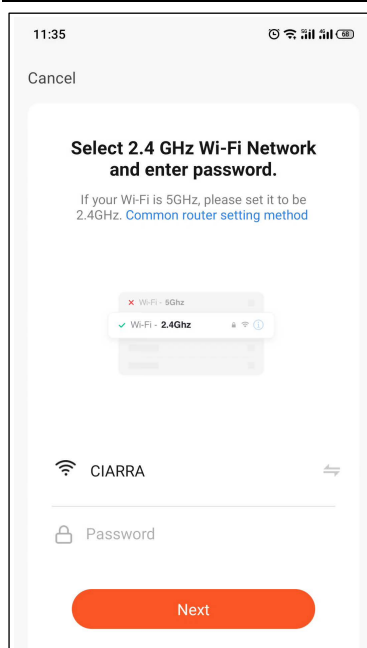 11:35
68
Cancel
Select 2.4 GHz Wi-Fi Network
and enter password.
If your Wi-Fi is 5GHz, please set it to be
2.4GHz. Common router setting method
Wi-Fi - 5Ghz
Wi-Fi - 2.4Ghz
CIARRA
Password
Next